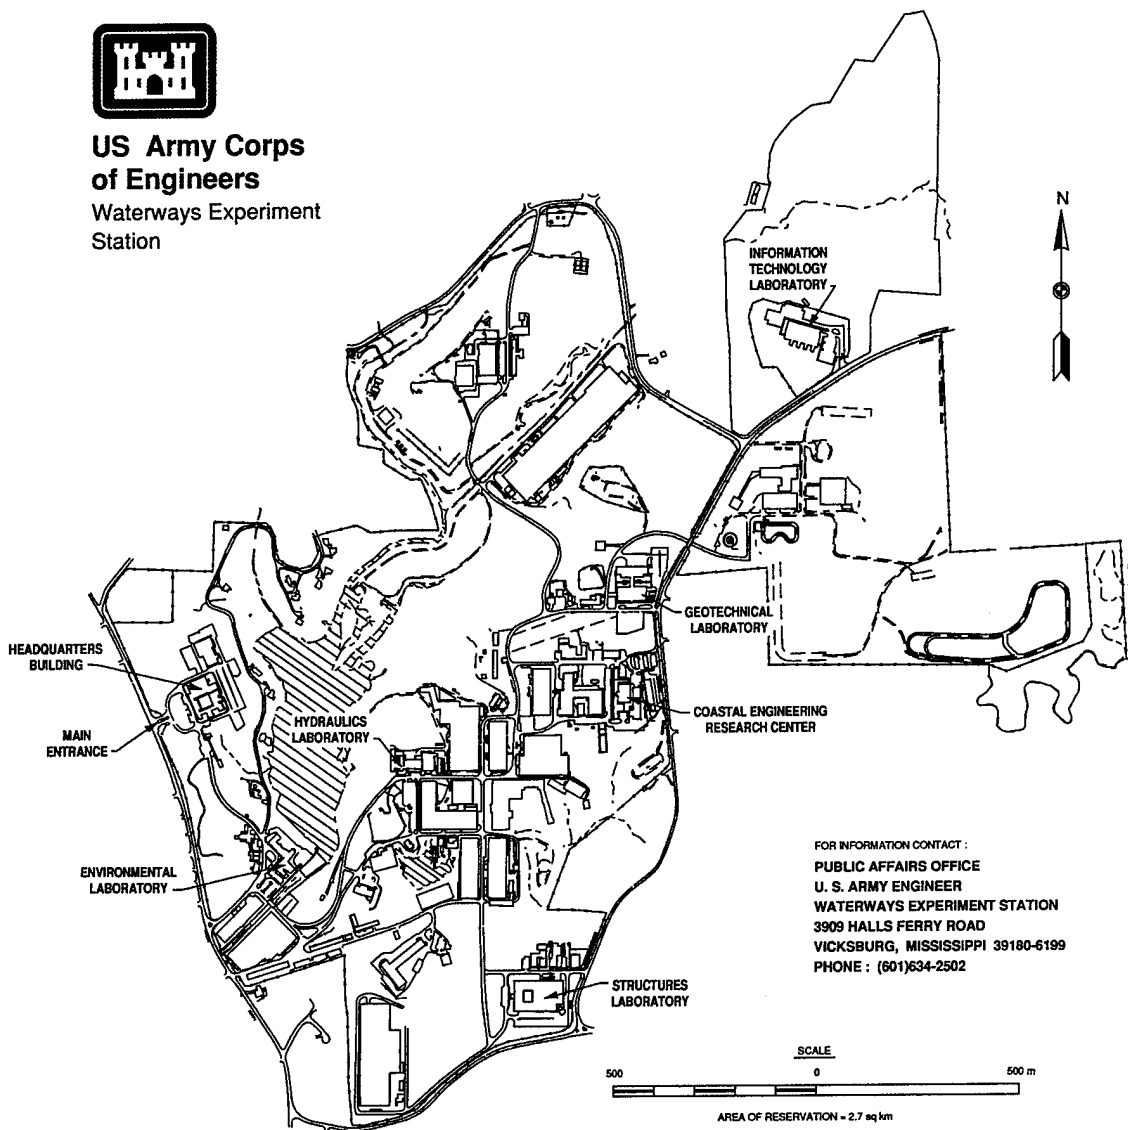 US Army Corps
of Engineers
Waterways Experiment
Station
N
INFORMATION
TECHNOLOGY
LABORATORY
GEOTECHNICAL
LABORATORY
HEADQUARTERS
BUILDING
MAIN
ENTRANCE
HYDRAULICS
LABORATORY
COASTAL ENGINEERING
RESEARCH CENTER
ENVIRONMENTAL
LABORATORY
STRUCTURES
LABORATORY
FOR INFORMATION CONTACT :
PUBLIC AFFAIRS OFFICE
U. S. ARMY ENGINEER
WATERWAYS EXPERIMENT STATION
3909 HALLS FERRY ROAD
VICKSBURG, MISSISSIPPI 39180-6199
PHONE : (601)634-2502
SCALE
500 0 500 m
AREA OF RESERVATION = 2.7 sq km